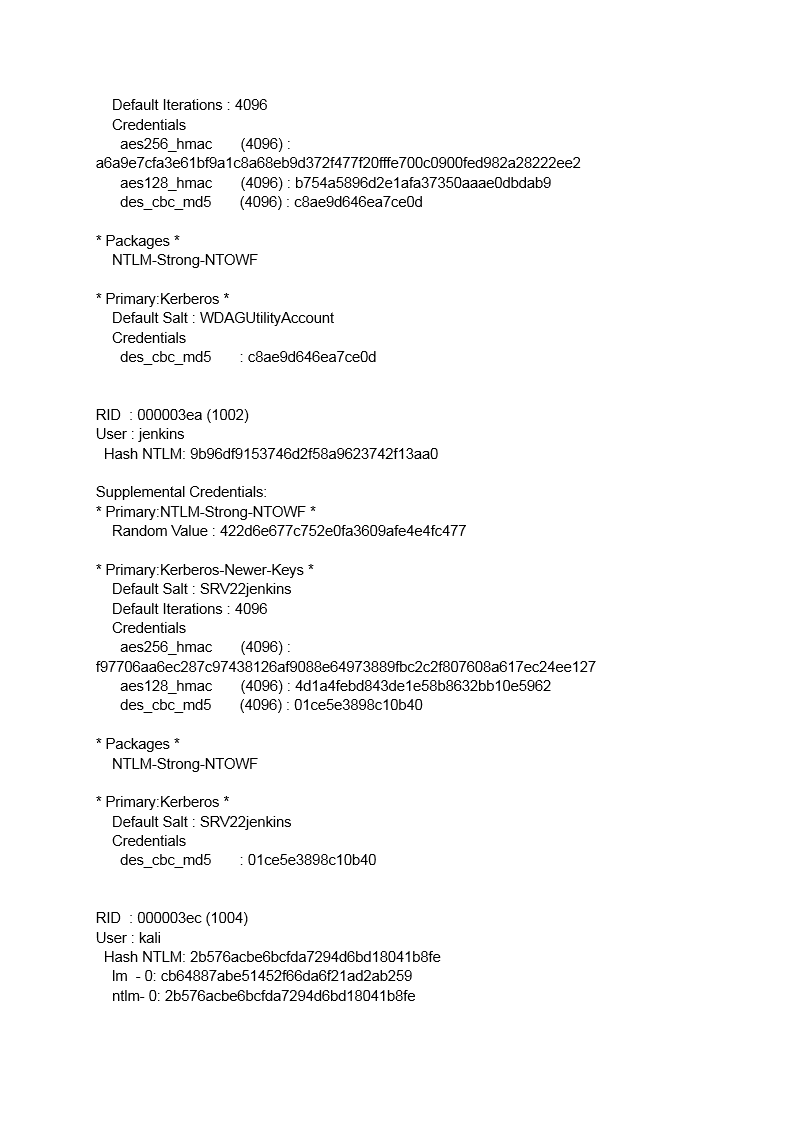 Default Iterations : 4096
Credentials
aes256_hmac (4096) :
a6a9e7cfa3e61bf9a1c8a68eb9d372f477f20fffe700c0900fed982a28222ee2
aes128_hmac (4096) : b754a5896d2e1afa37350aaae0dbdab9
des_cbc_md5 (4096) : c8ae9d646ea7ce0d
* Packages *
NTLM-Strong-NTOWF
* Primary:Kerberos *
Default Salt : WDAGUtilityAccount
Credentials
des_cbc_md5 : c8ae9d646ea7ce0d
RID : 000003ea (1002)
User : jenkins
Hash NTLM: 9b96df9153746d2f58a9623742f13aa0
Supplemental Credentials:
* Primary:NTLM-Strong-NTOWF *
Random Value : 422d6e677c752e0fa3609afe4e4fc477
* Primary:Kerberos-Newer-Keys *
Default Salt : SRV22jenkins
Default Iterations : 4096
Credentials
aes256_hmac (4096) :
f97706aa6ec287c97438126af9088e64973889fbc2c2f807608a617ec24ee127
aes128_hmac (4096) : 4d1a4febd843de1e58b8632bb10e5962
des_cbc_md5 (4096) : 01ce5e3898c10b40
* Packages *
NTLM-Strong-NTOWF
* Primary:Kerberos *
Default Salt : SRV22jenkins
Credentials
des_cbc_md5 : 01ce5e3898c10b40
RID : 000003ec (1004)
User : kali
Hash NTLM: 2b576acbe6bcfda7294d6bd18041b8fe
lm - 0: cb64887abe51452f66da6f21ad2ab259
ntlm- 0: 2b576acbe6bcfda7294d6bd18041b8fe